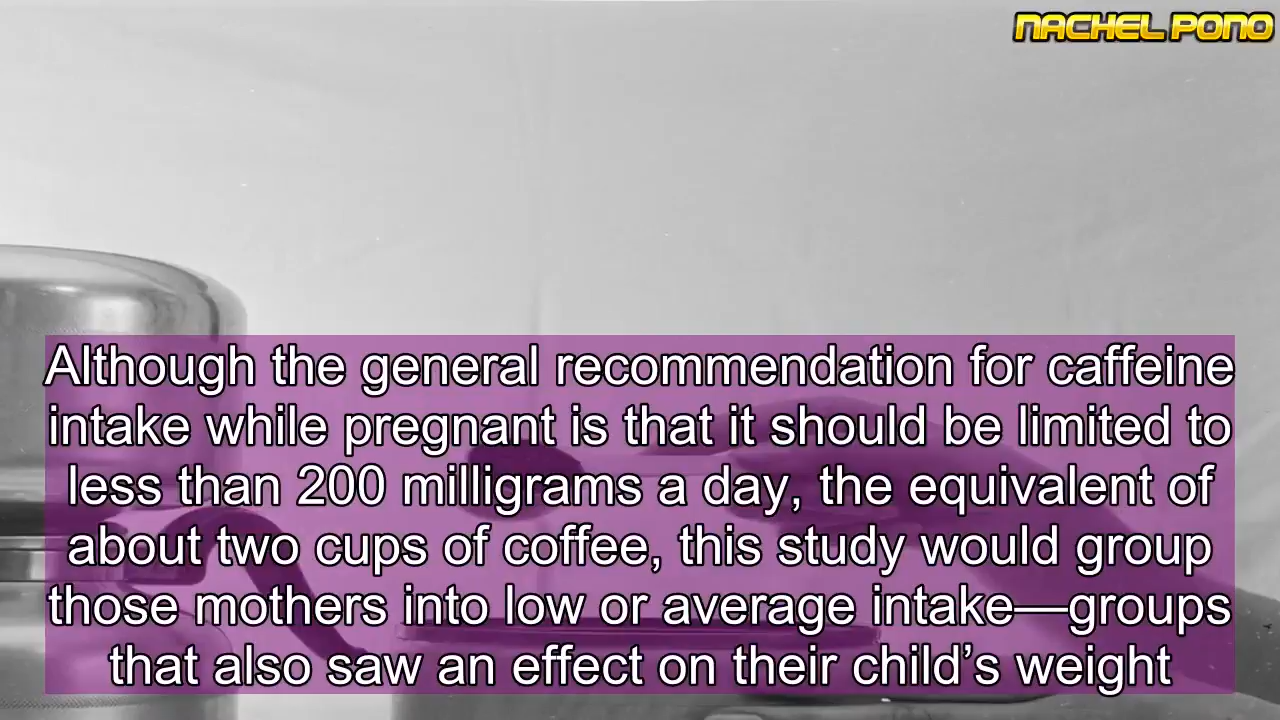 NACHEL PONO
Although the general recommendation for caffeine
intake while pregnant is that it should be limited to
less than 200 milligrams a day, the equivalent of
about two cups of coffee, this study would group
those mothers into low or average intake—groups
that also saw an effect on their child’s weight